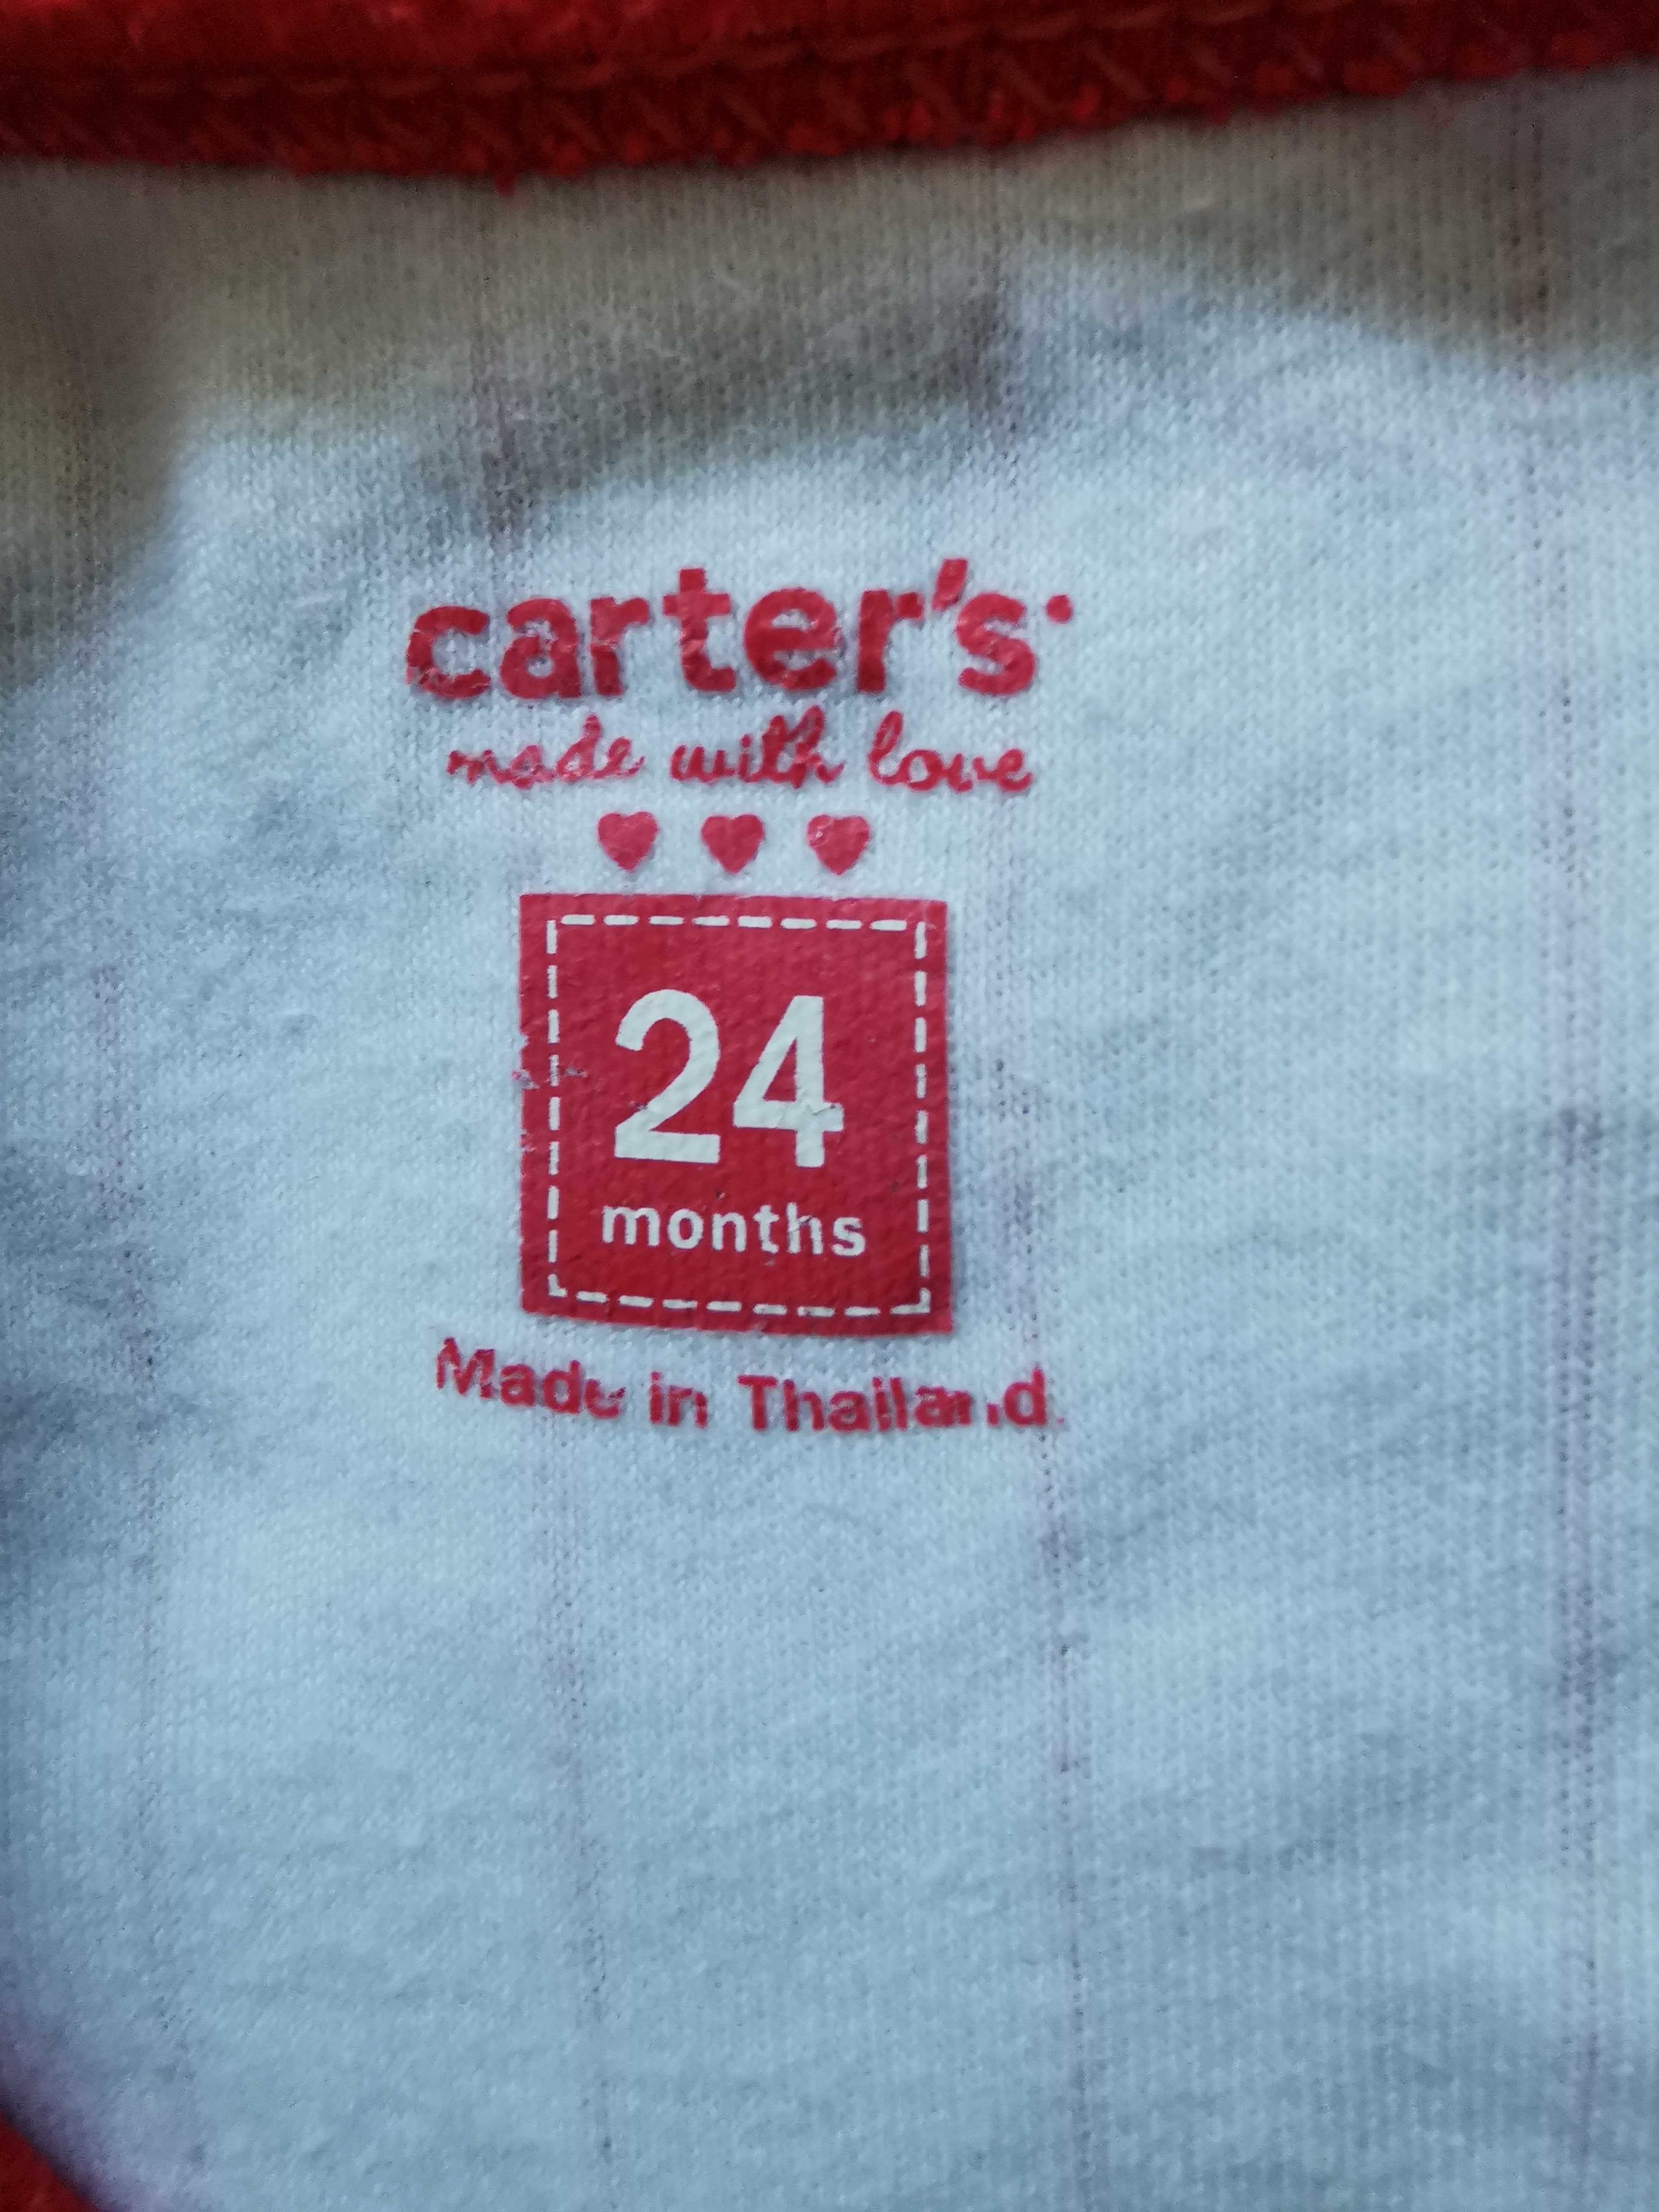 carter's
made with love
24
months
Made in Thailand